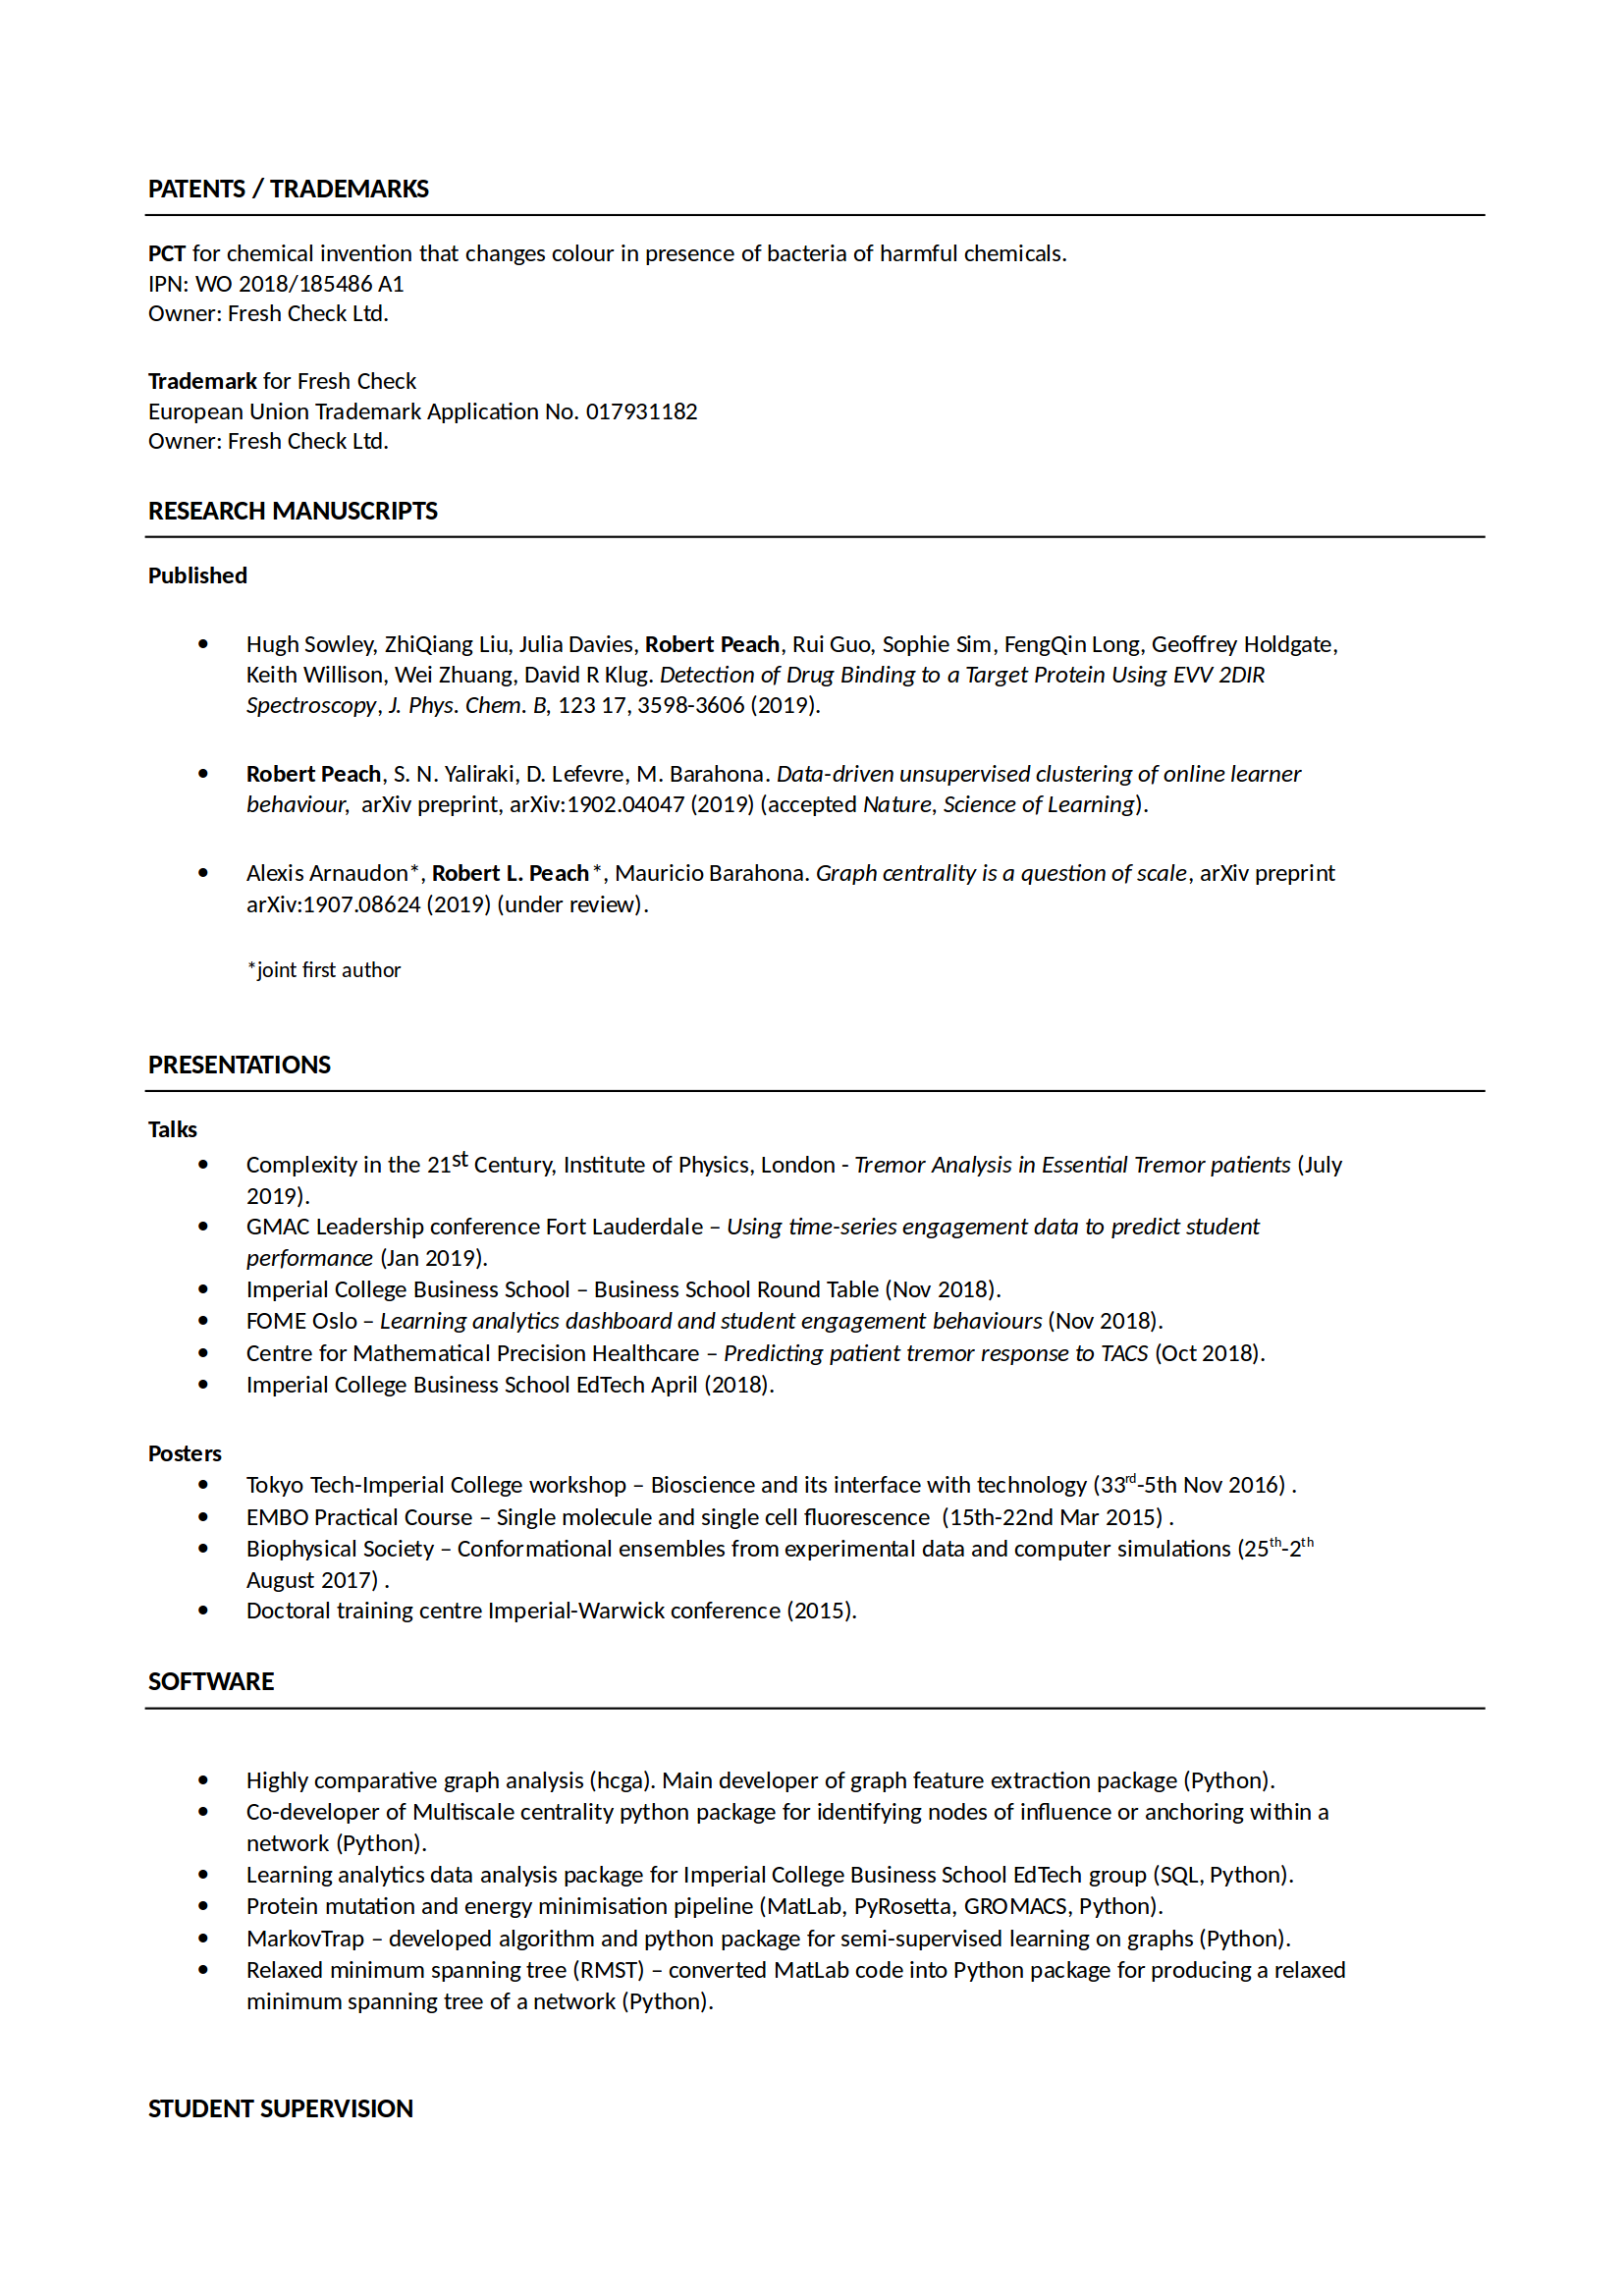 PATENTS / TRADEMARKS
PCT for chemical invention that changes colour in presence of bacteria of harmful chemicals.
IPN: WO 2018/185486 A1
Owner: Fresh Check Ltd.
Trademark for Fresh Check
European Union Trademark Application No. 017931182
Owner: Fresh Check Ltd.
RESEARCH MANUSCRIPTS
Published
• Hugh Sowley, ZhiQiang Liu, Julia Davies, Robert Peach, Rui Guo, Sophie Sim, FengQin Long, Geoffrey Holdgate,
Keith Willison, Wei Zhuang, David R Klug. Detection of Drug Binding to a Target Protein Using EVV 2DIR
Spectroscopy, J. Phys. Chem. B, 123 17, 3598-3606 (2019).
• Robert Peach, S. N. Yaliraki, D. Lefevre, M. Barahona. Data-driven unsupervised clustering of online learner
behaviour,  arXiv preprint, arXiv:1902.04047 (2019) (accepted Nature, Science of Learning).
• Alexis Arnaudon*, Robert L. Peach*, Mauricio Barahona. Graph centrality is a question of scale, arXiv preprint
arXiv:1907.08624 (2019) (under review).
*joint first author
PRESENTATIONS
Talks
• Complexity in the 21st Century, Institute of Physics, London - Tremor Analysis in Essential Tremor patients (July
2019).
• GMAC Leadership conference Fort Lauderdale – Using time-series engagement data to predict student
performance (Jan 2019).
• Imperial College Business School – Business School Round Table (Nov 2018).
• FOME Oslo – Learning analytics dashboard and student engagement behaviours (Nov 2018).
• Centre for Mathematical Precision Healthcare – Predicting patient tremor response to TACS (Oct 2018).
• Imperial College Business School EdTech April (2018).
Posters
• Tokyo Tech-Imperial College workshop – Bioscience and its interface with technology (33rd-5th Nov 2016) .
• EMBO Practical Course – Single molecule and single cell fluorescence  (15th-22nd Mar 2015) .
• Biophysical Society – Conformational ensembles from experimental data and computer simulations (25th-2th
August 2017) .
• Doctoral training centre Imperial-Warwick conference (2015).
SOFTWARE
• Highly comparative graph analysis (hcga). Main developer of graph feature extraction package (Python).
• Co-developer of Multiscale centrality python package for identifying nodes of influence or anchoring within a
network (Python).
• Learning analytics data analysis package for Imperial College Business School EdTech group (SQL, Python).
• Protein mutation and energy minimisation pipeline (MatLab, PyRosetta, GROMACS, Python).
• MarkovTrap – developed algorithm and python package for semi-supervised learning on graphs (Python).
• Relaxed minimum spanning tree (RMST) – converted MatLab code into Python package for producing a relaxed
minimum spanning tree of a network (Python).
STUDENT SUPERVISION